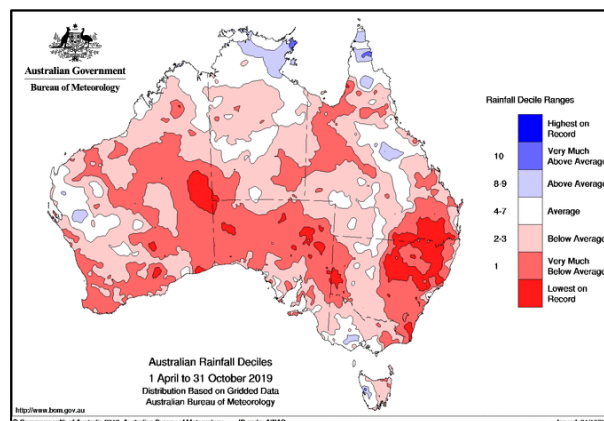 Australian Government
Bureau of Meteorology
Rainfall Decile Ranges
Highest on
Record
10
Very Much
Above Average
8-9
Above Average
4-7
Average
2-3
Below Average
1
Very Much
Below Average
Lowest on
Record
Australian Rainfall Deciles
1 April to 31 October 2019
Distribution Based on Gridded Data
Australian Bureau of Meteorology
http://www.bom.gov.au